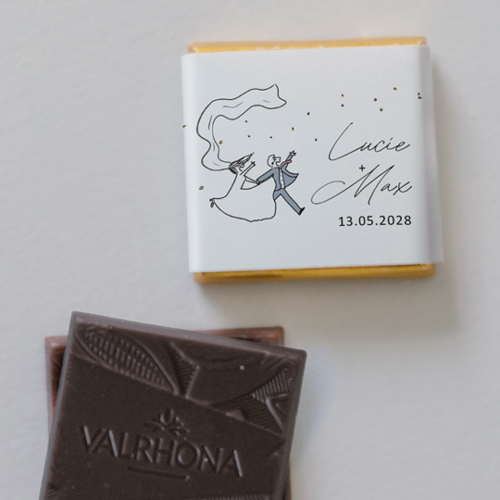 Lucie
+
Max
13.05.2028
VALRHONA